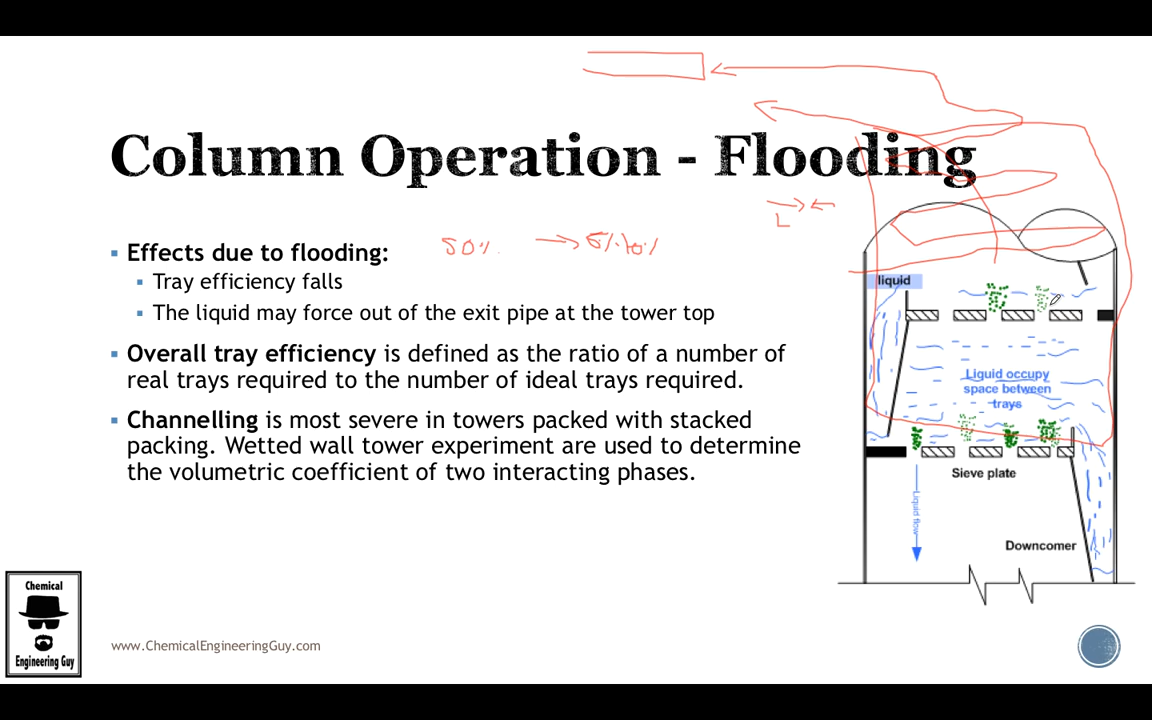 Column Operation - Flooding
Effects due to flooding:
50%
Tray efficiency falls
The liquid may force out of the exit pipe at the tower top
Overall tray efficiency is defined as the ratio of a number of
real trays required to the number of ideal trays required.
Channelling is most severe in towers packed with stacked
packing. Wetted wall tower experiment are used to determine
the volumetric coefficient of two interacting phases.
L
liquid
Liquid occupy
space between
trays
Sieve plate
Liquid flow
Downcomer
Chemical
Engineering Guy
www.ChemicalEngineeringGuy.com